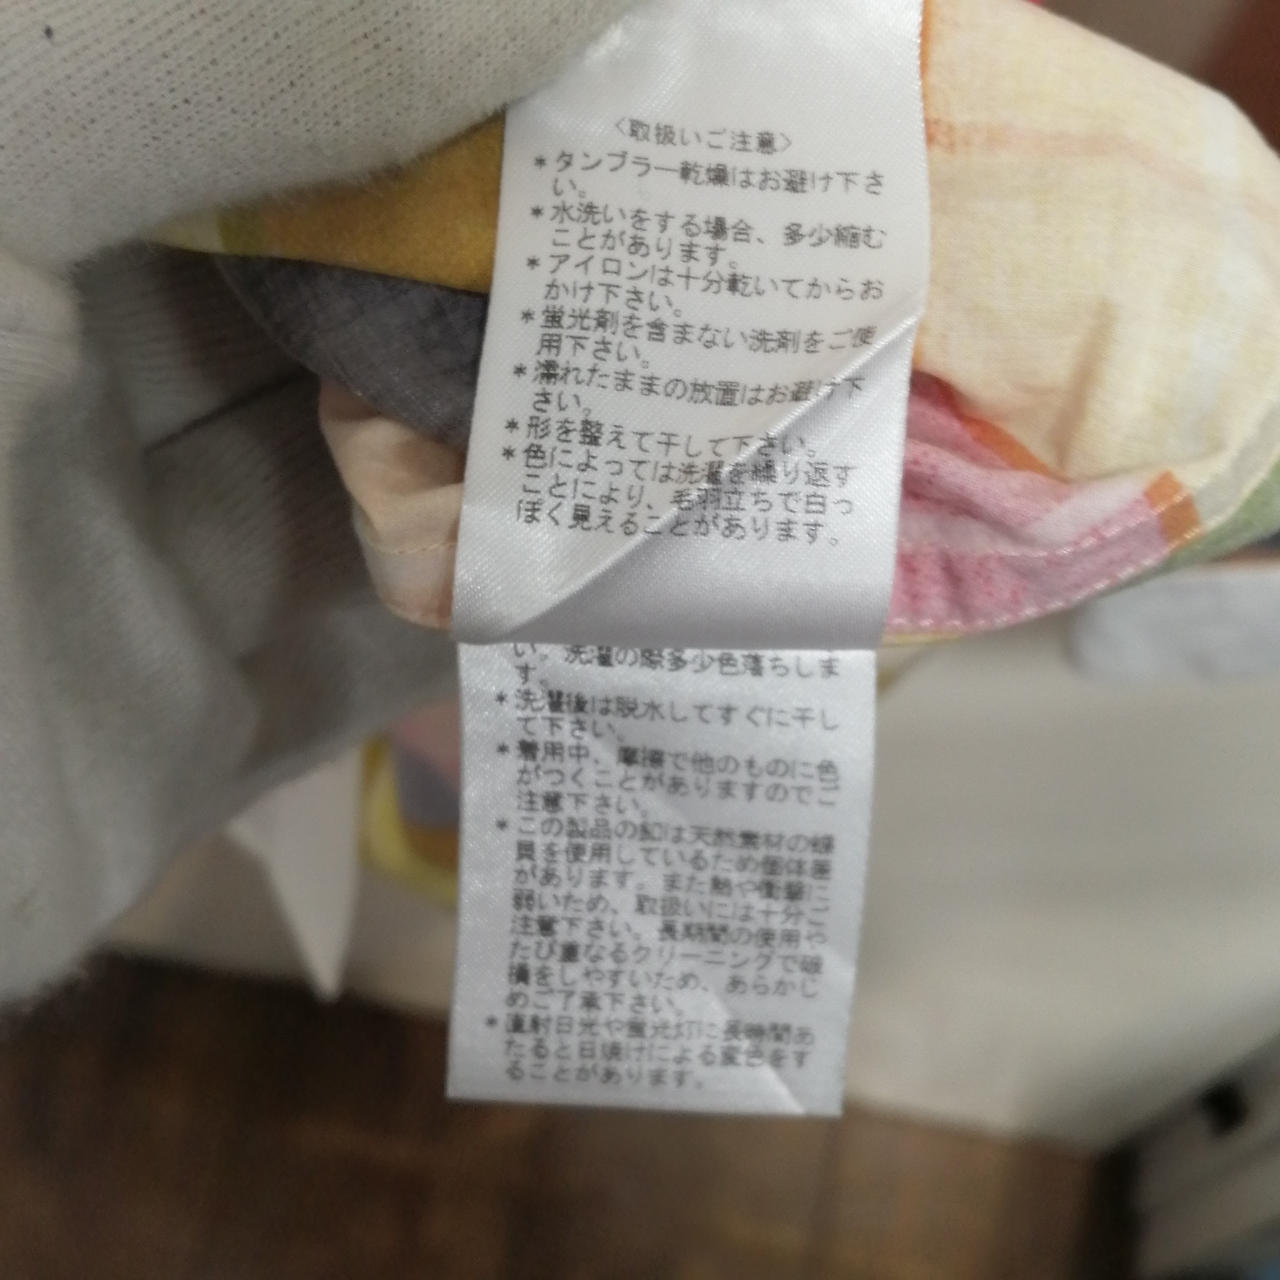 〈取扱いご注意〉
*タンブラー乾燥はお避け下さ
い。
*水洗いをする場合、多少縮む
ことがあります。
*アイロンは十分乾いてからお
かけ下さい。
*蛍光剤を含まない洗剤をご使
用下さい。
*濡れたままの放置はお避け下
さい。
*形を整えて干して下さい。
*色によっては洗濯を繰り返す
ことにより、毛羽立ちで白っ
ぽく見えることがあります。
い。洗濯の際多少色落ちしま
す。
*洗濯後は脱水してすぐに干し
て下さい。
*着用中、摩擦で他のものに色
がつくことがありますのでご
注意下さい。
*この製品の釦は天然素材の蝶
貝を使用しているため個体差
があります。また熱や衝撃に
弱いため、取扱いには十分ご
注意下さい。長期間の使用や
たび重なるクリーニングで破
損をしやすいため、あらかじ
めご了承下さい。
*直射日光や蛍光灯に長時間あ
たると日焼けによる変色をす
ることがあります。